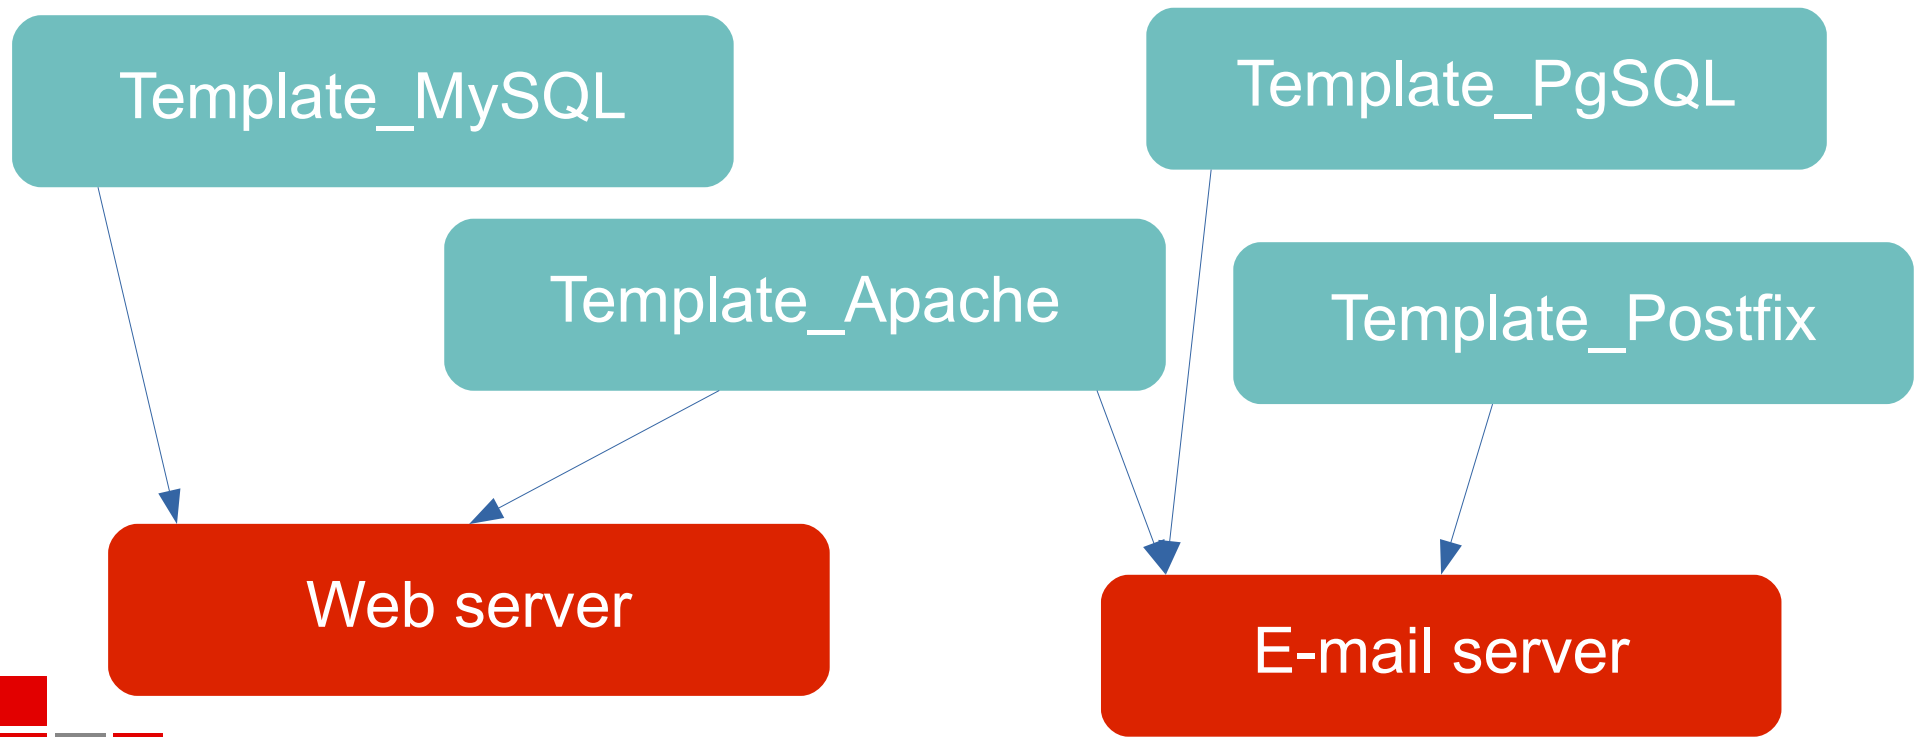 Template_MySQL
Template_PgSQL
Template_Apache
Template_Postfix
Web server
E-mail server